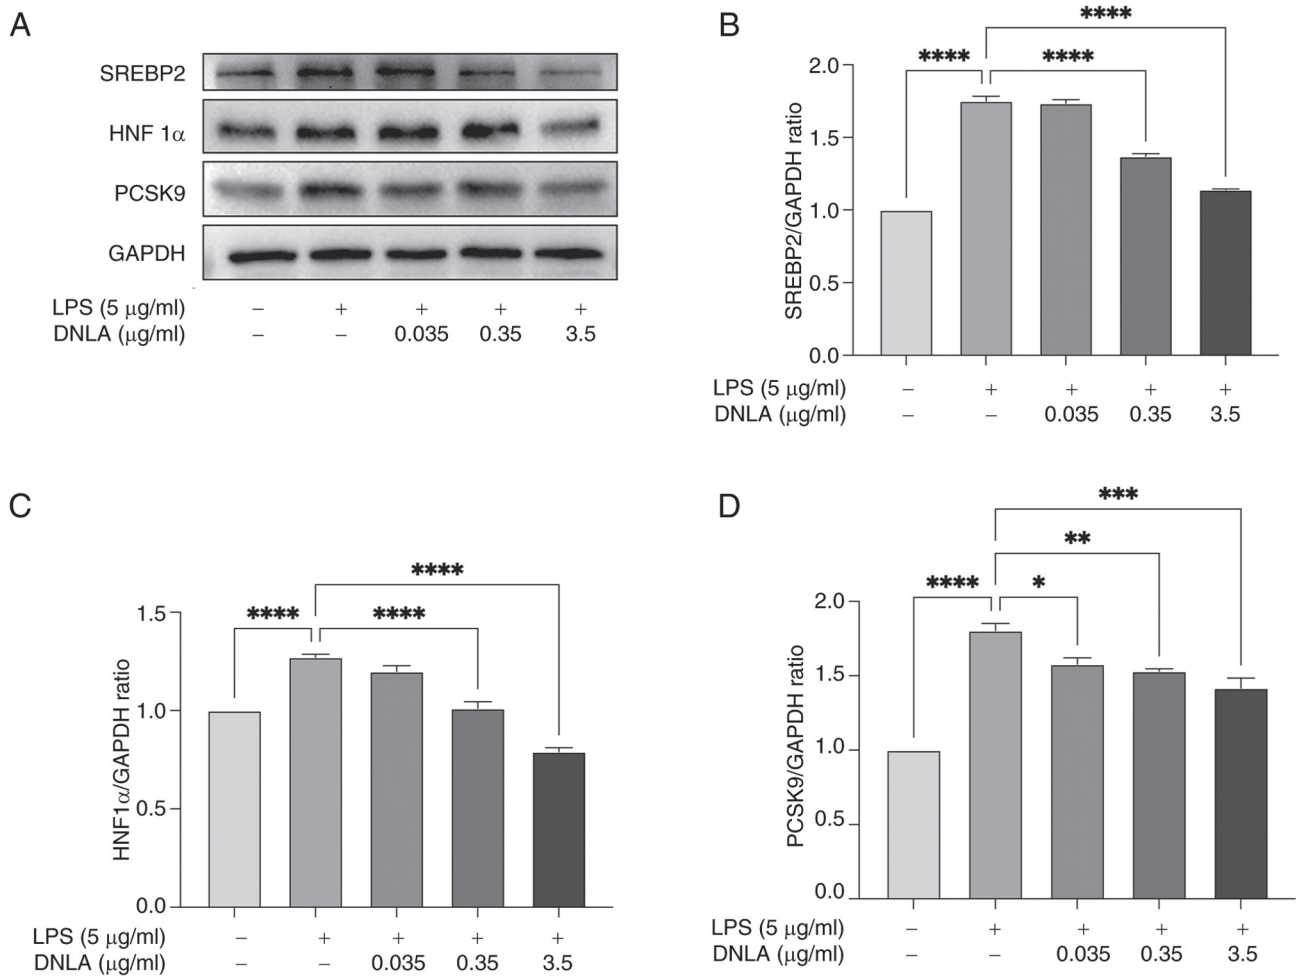 A
SREBP2
HNF 1α
PCSK9
GAPDH
LPS (5 μg/ml) – + + + +
DNLA (μg/ml) – – 0.035 0.35 3.5
B
****
**** ****
SREBP2/GAPDH ratio
2.0
1.5
1.0
0.5
0.0
LPS (5 μg/ml) – + + + +
DNLA (μg/ml) – – 0.035 0.35 3.5
C
****
**** ****
HNF1α/GAPDH ratio
1.5
1.0
0.5
0.0
LPS (5 μg/ml) – + + + +
DNLA (μg/ml) – – 0.035 0.35 3.5
D
***
**
**** *
PCSK9/GAPDH ratio
2.0
1.5
1.0
0.5
0.0
LPS (5 μg/ml) – + + + +
DNLA (μg/ml) – – 0.035 0.35 3.5